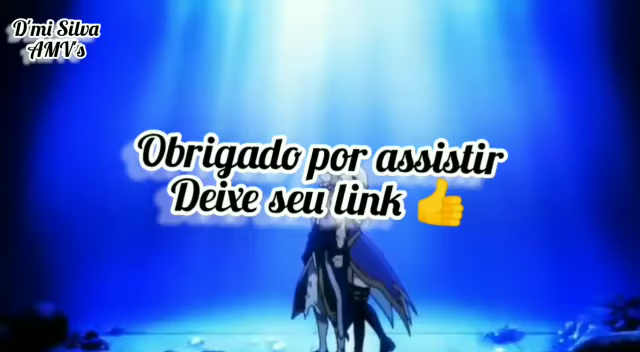 D'mi Silva
AMV's
Obrigado por assistir
Deixe seu link 👍